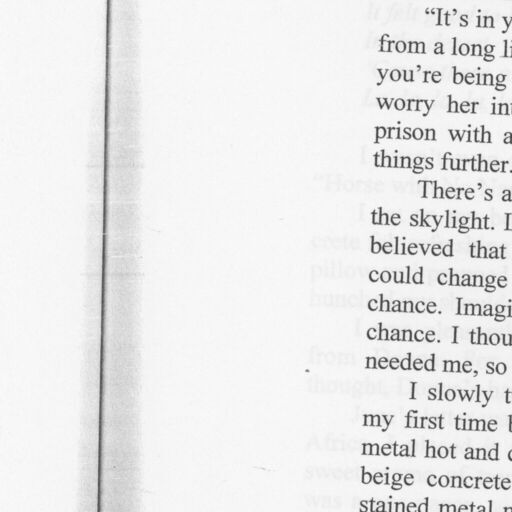 “It’s in y
from a long li
you’re being
worry her int
prison with a
things further.
There’s a
the skylight. I
believed that
could change
chance. Imagi
chance. I thou
needed me, so
I slowly t
my first time b
metal hot and c
beige concrete
stained metal